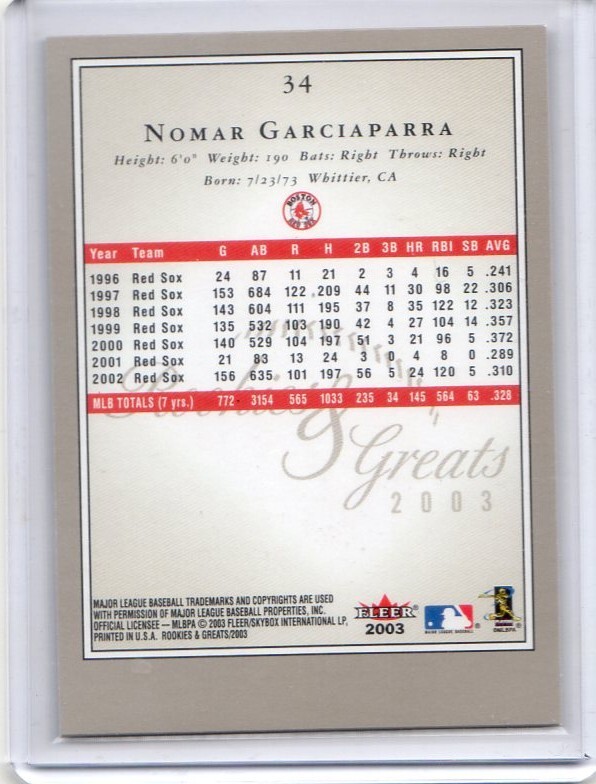 34
NOMAR GARCIAPARRA
Height: 6'0" Weight: 190 Bats: Right Throws: Right
Born: 7/23/73 Whittier, CA
BOSTON
RED SOX
Year Team G AB R H 2B 3B HR RBI SB AVG
1996 Red Sox 24 87 11 21 2 3 4 16 5 .241
1997 Red Sox 153 684 122 209 44 11 30 98 22 .306
1998 Red Sox 143 604 111 195 37 8 35 122 12 .323
1999 Red Sox 135 532 103 190 42 4 27 104 14 .357
2000 Red Sox 140 529 104 197 51 3 21 96 5 .372
2001 Red Sox 21 83 13 24 3 0 4 8 0 .289
2002 Red Sox 156 635 101 197 56 5 24 120 5 .310
MLB TOTALS (7 yrs.) 772 3154 565 1033 235 34 145 564 63 .328
Rookies
& Greats
2003
MAJOR LEAGUE BASEBALL TRADEMARKS AND COPYRIGHTS ARE USED
WITH PERMISSION OF MAJOR LEAGUE BASEBALL PROPERTIES, INC.
OFFICIAL LICENSEE — MLBPA © 2003 FLEER/SKYBOX INTERNATIONAL LP,
PRINTED IN U.S.A. ROOKIES & GREATS/2003
FLEER
2003
MAJOR LEAGUE BASEBALL
©MLBPA